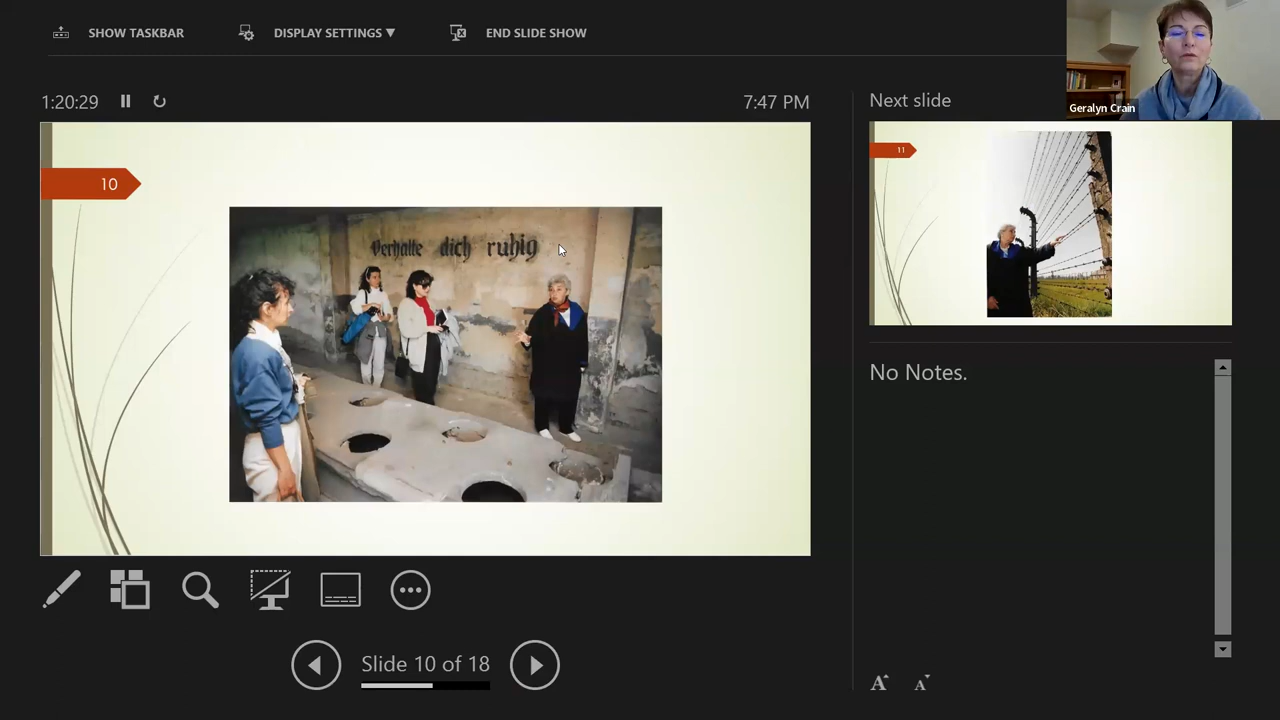 SHOW TASKBAR
DISPLAY SETTINGS ▼
END SLIDE SHOW
Geralyn Crain
1:20:29
7:47 PM
Next slide
10
Verhalte dich ruhig
11
No Notes.
Slide 10 of 18
A A